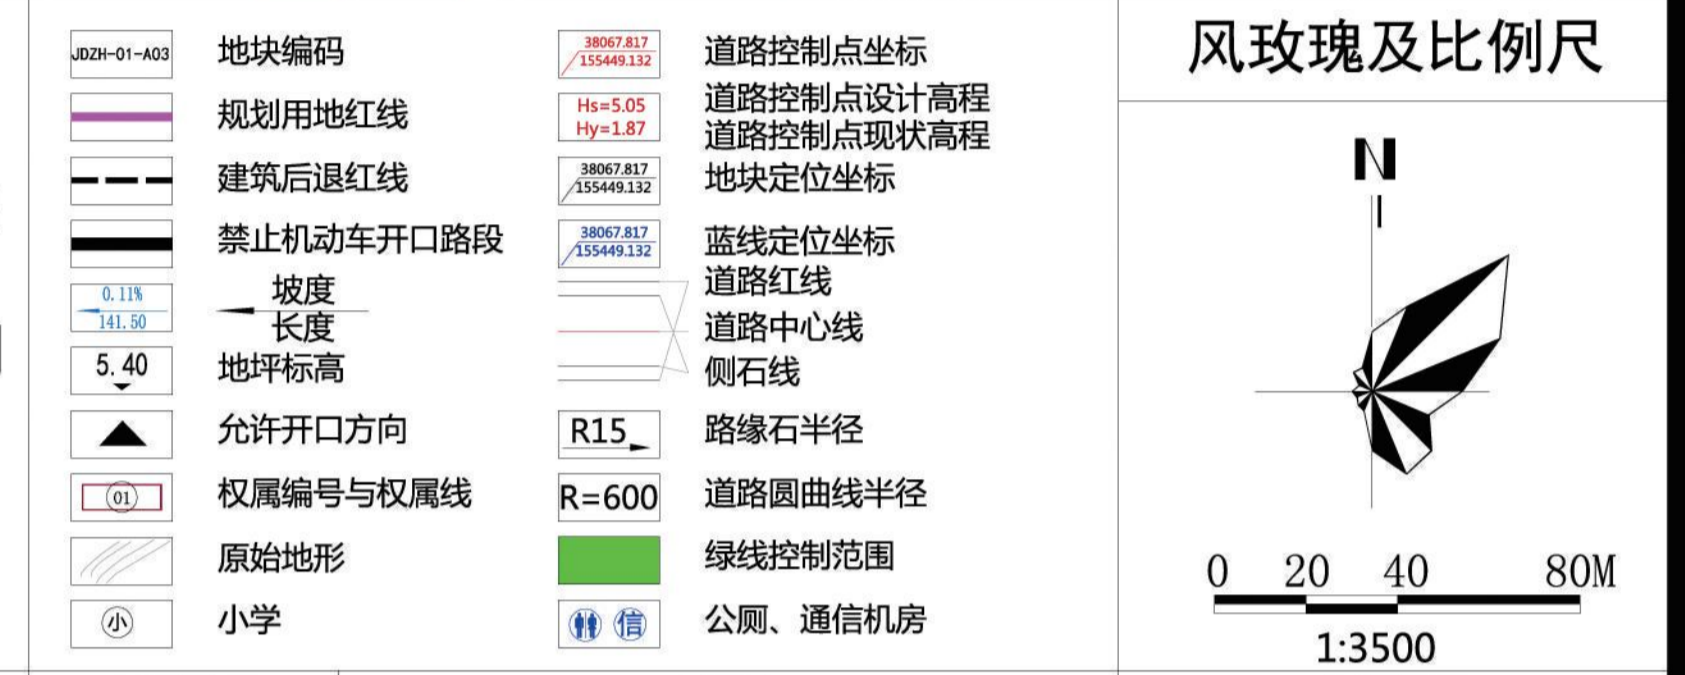 JDZH-01-A03
地块编码
规划用地红线
建筑后退红线
禁止机动车开口路段
0.11%
141.50
坡度
长度
5.40
地坪标高
允许开口方向
01
权属编号与权属线
原始地形
小
小学
38067.817
155449.132
道路控制点坐标
Hs=5.05
Hy=1.87
道路控制点设计高程
道路控制点现状高程
38067.817
155449.132
地块定位坐标
38067.817
155449.132
蓝线定位坐标
道路红线
道路中心线
侧石线
R15
路缘石半径
R=600
道路圆曲线半径
绿线控制范围
信
公厕、通信机房
风玫瑰及比例尺
N
0 20 40 80M
1:3500